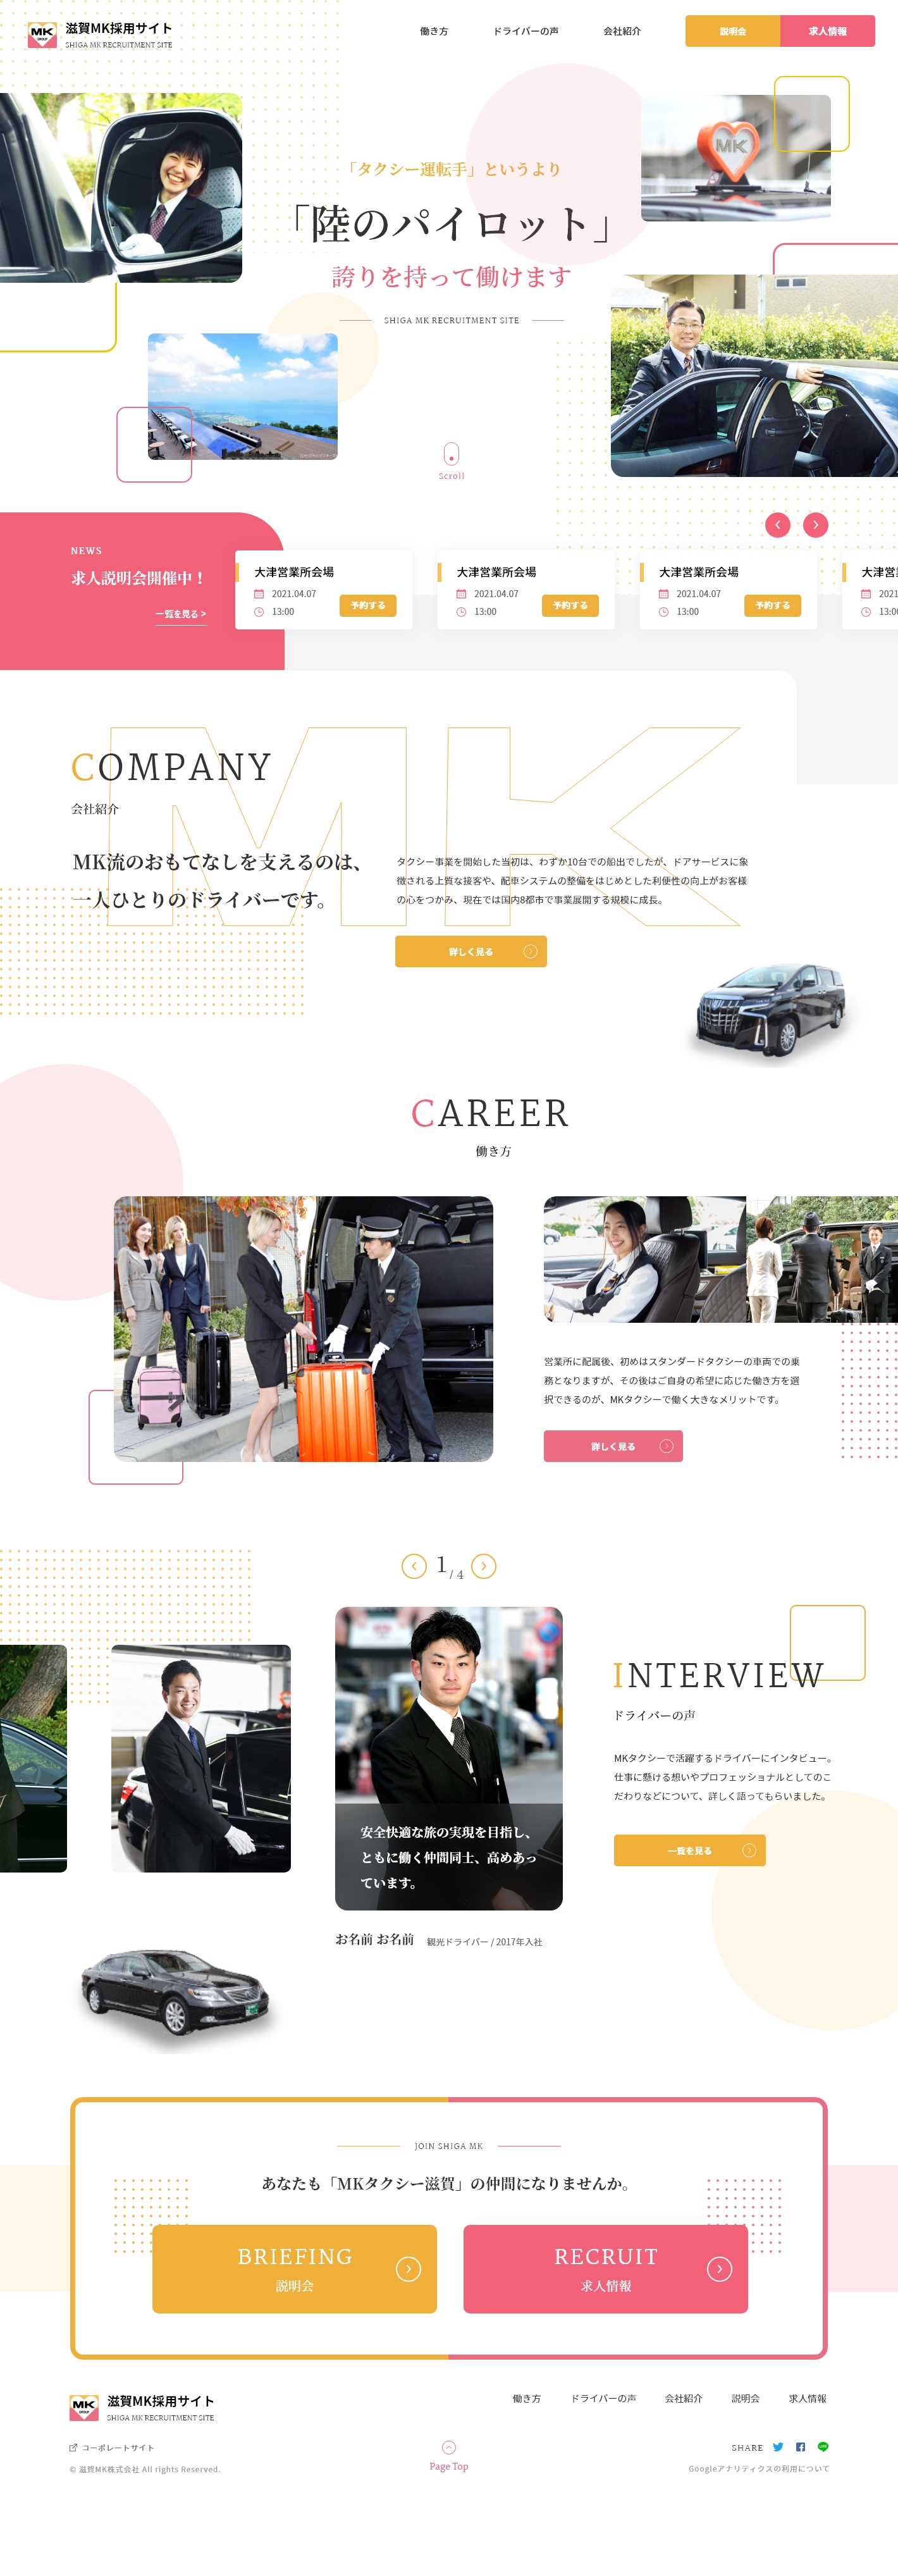 MK
GROUP
滋賀MK採用サイト
SHIGA MK RECRUITMENT SITE
働き方
ドライバーの声
会社紹介
説明会
求人情報
MK
「タクシー運転手」というより
「陸のパイロット」
誇りを持って働けます
SHIGA MK RECRUITMENT SITE
Scroll
NEWS
求人説明会開催中！
一覧を見る >
大津営業所会場
2021.04.07
13:00
予約する
大津営業所会場
2021.04.07
13:00
予約する
大津営業所会場
2021.04.07
13:00
予約する
大津営
2021
13:00
MK
COMPANY
会社紹介
MK流のおもてなしを支えるのは、
一人ひとりのドライバーです。
タクシー事業を開始した当初は、わずか10台での船出でしたが、ドアサービスに象
徴される上質な接客や、配車システムの整備をはじめとした利便性の向上がお客様
の心をつかみ、現在では国内8都市で事業展開する規模に成長。
詳しく見る
CAREER
働き方
営業所に配属後、初めはスタンダードタクシーの車両での乗
務となりますが、その後はご自身の希望に応じた働き方を選
択できるのが、MKタクシーで働く大きなメリットです。
詳しく見る
1 / 4
安全快適な旅の実現を目指し、
ともに働く仲間同士、高めあっ
ています。
お名前 お名前
観光ドライバー / 2017年入社
INTERVIEW
ドライバーの声
MKタクシーで活躍するドライバーにインタビュー。
仕事に懸ける想いやプロフェッショナルとしてのこ
だわりなどについて、詳しく語ってもらいました。
一覧を見る
JOIN SHIGA MK
あなたも「MKタクシー滋賀」の仲間になりませんか。
BRIEFING
説明会
RECRUIT
求人情報
MK
GROUP
滋賀MK採用サイト
SHIGA MK RECRUITMENT SITE
働き方
ドライバーの声
会社紹介
説明会
求人情報
コーポレートサイト
© 滋賀MK株式会社 All rights Reserved.
Page Top
SHARE
LINE
Googleアナリティクスの利用について